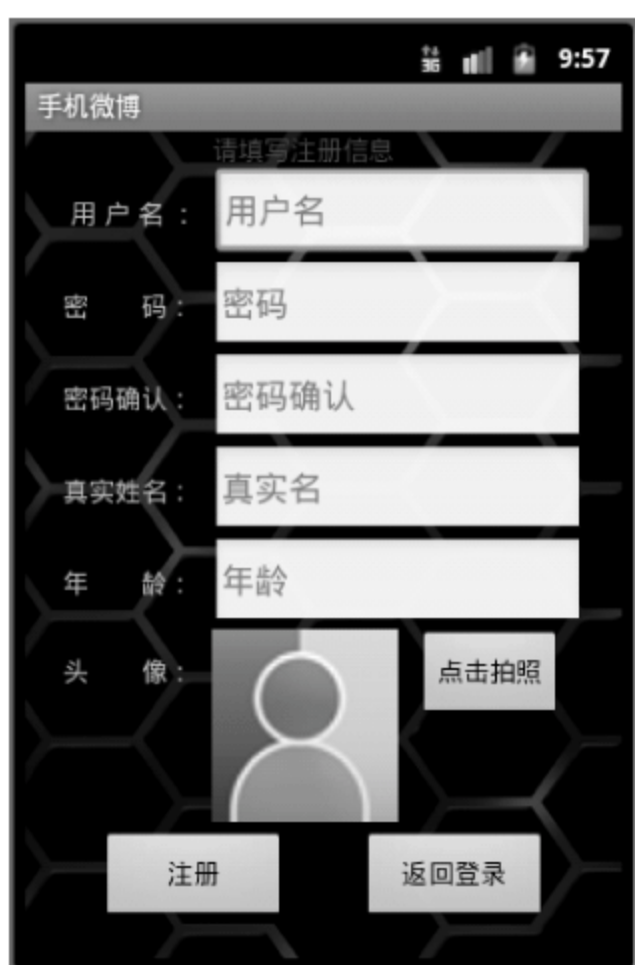 3G 9:57
手机微博
请填写注册信息
用户名： 用户名
密 码： 密码
密码确认： 密码确认
真实姓名： 真实名
年 龄： 年龄
头 像： 点击拍照
注册 返回登录